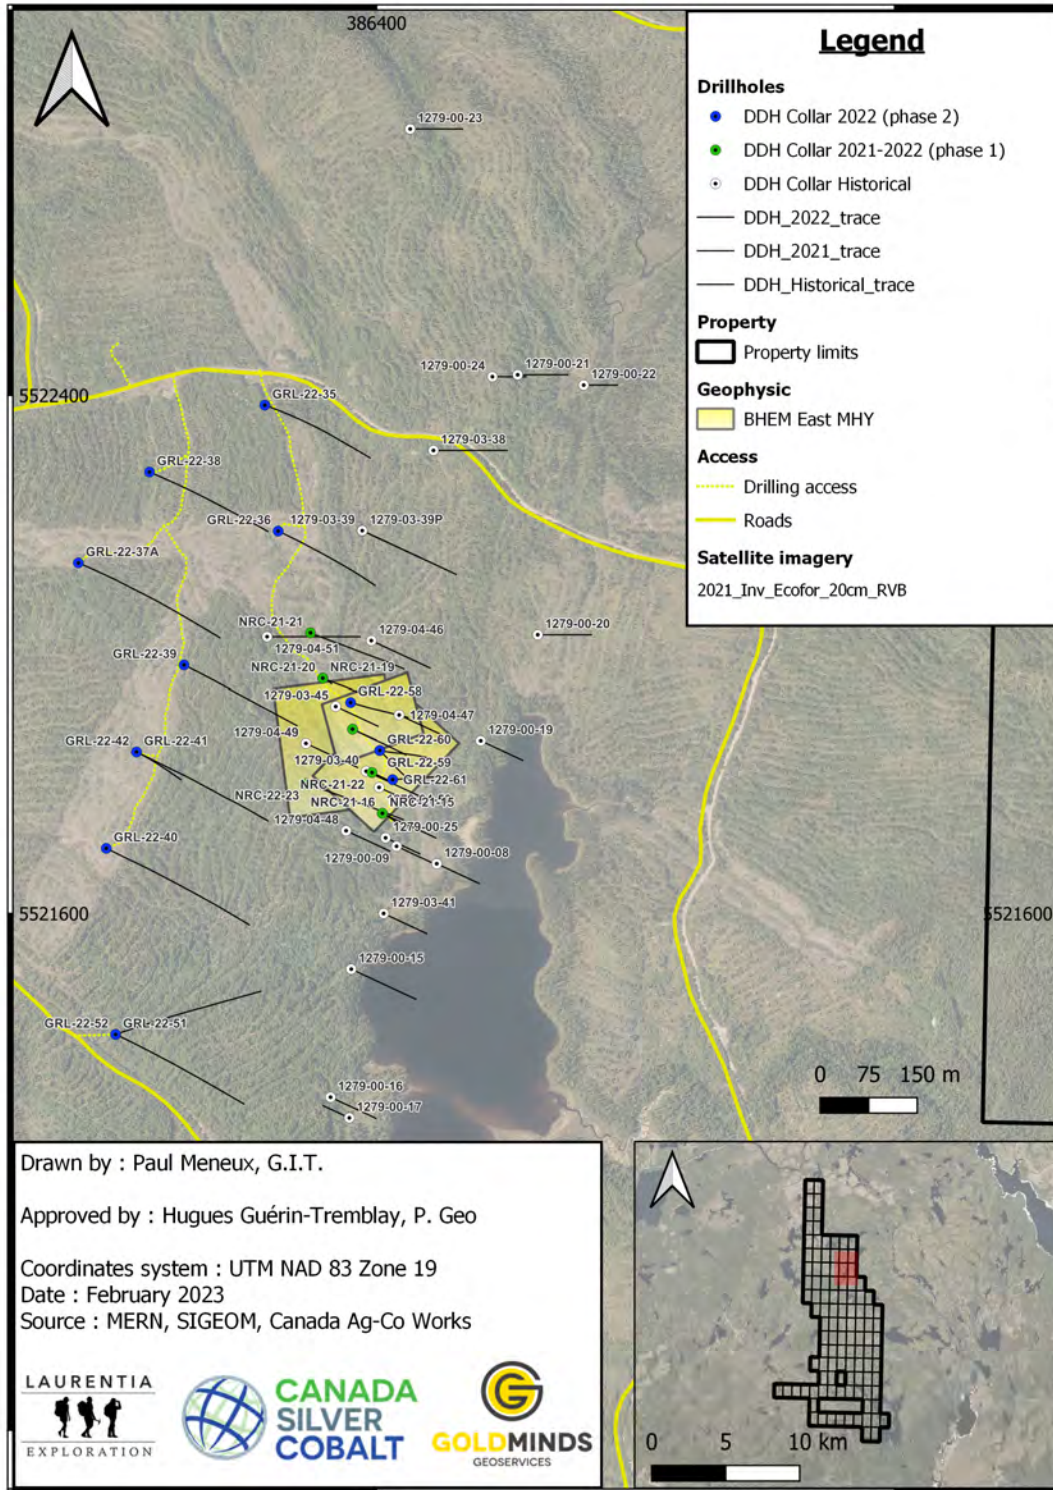 386400
Legend
Drillholes
DDH Collar 2022 (phase 2)
DDH Collar 2021-2022 (phase 1)
DDH Collar Historical
DDH_2022_trace
DDH_2021_trace
DDH_Historical_trace
Property
Property limits
Geophysic
BHEM East MHY
Access
Drilling access
Roads
Satellite imagery
2021_Inv_Ecofor_20cm_RVB
1279-00-23
1279-00-24
1279-00-21
1279-00-22
5522400
GRL-22-35
1279-03-38
GRL-22-38
GRL-22-36
1279-03-39
1279-03-39P
GRL-22-37A
NRC-21-21
1279-04-51
1279-04-46
1279-00-20
GRL-22-39
NRC-21-20
NRC-21-19
1279-03-45
GRL-22-58
1279-04-47
1279-04-49
GRL-22-60
1279-00-19
GRL-22-42
GRL-22-41
1279-03-40
GRL-22-59
NRC-21-22
GRL-22-61
NRC-22-23
NRC-21-16
NRC-21-15
1279-04-48
1279-00-25
GRL-22-40
1279-00-09
1279-00-08
5521600
1279-03-41
5521600
1279-00-15
GRL-22-52
GRL-22-51
1279-00-16
1279-00-17
0 75 150 m
Drawn by : Paul Meneux, G.I.T.
Approved by : Hugues Guérin-Tremblay, P. Geo
Coordinates system : UTM NAD 83 Zone 19
Date : February 2023
Source : MERN, SIGEOM, Canada Ag-Co Works
LAURENTIA
EXPLORATION
CANADA
SILVER
COBALT
GOLDMINDS
GEOSERVICES
0 5 10 km